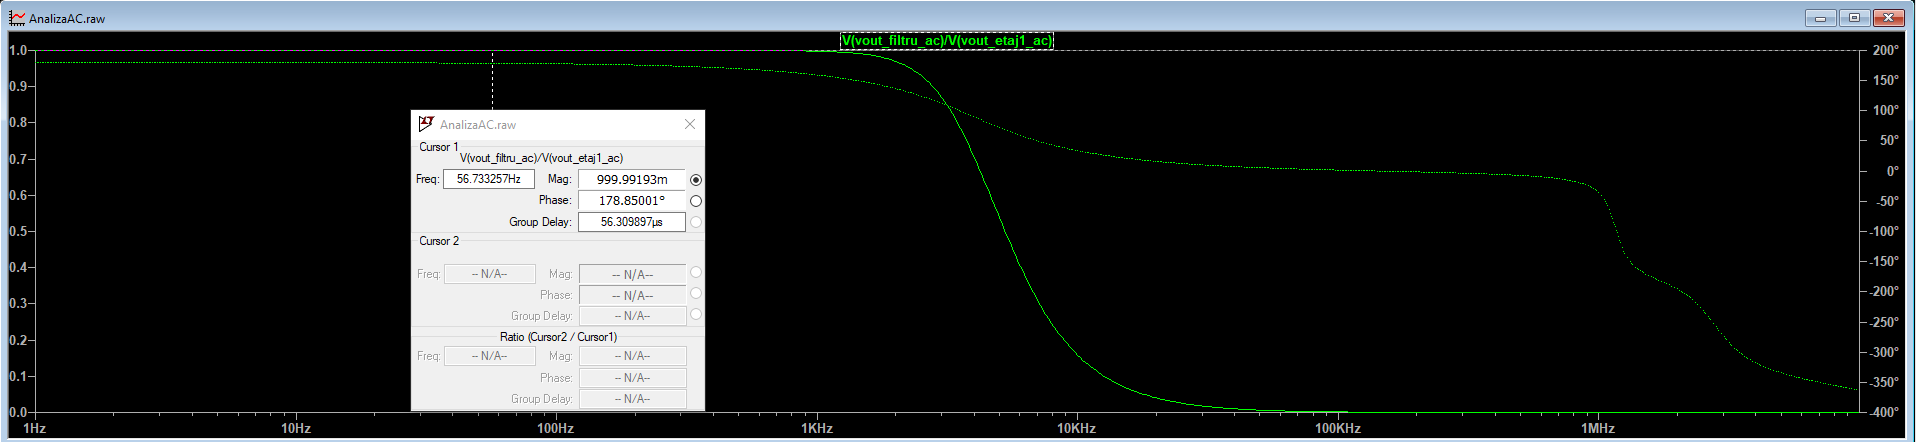 AnalizaAC.raw
V(vout_filtru_ac)/V(vout_etaj1_ac)
1.0
0.9
0.8
0.7
0.6
0.5
0.4
0.3
0.2
0.1
0.0
200°
150°
100°
50°
0°
-50°
-100°
-150°
-200°
-250°
-300°
-350°
-400°
1Hz 10Hz 100Hz 1KHz 10KHz 100KHz 1MHz
AnalizaAC.raw
Cursor 1
V(vout_filtru_ac)/V(vout_etaj1_ac)
Freq: 56.733257Hz Mag: 999.99193m
Phase: 178.85001°
Group Delay: 56.309897µs
Cursor 2
Freq: -- N/A-- Mag: -- N/A--
Phase: -- N/A--
Group Delay: -- N/A--
Ratio (Cursor2 / Cursor1)
Freq: -- N/A-- Mag: -- N/A--
Phase: -- N/A--
Group Delay: -- N/A--